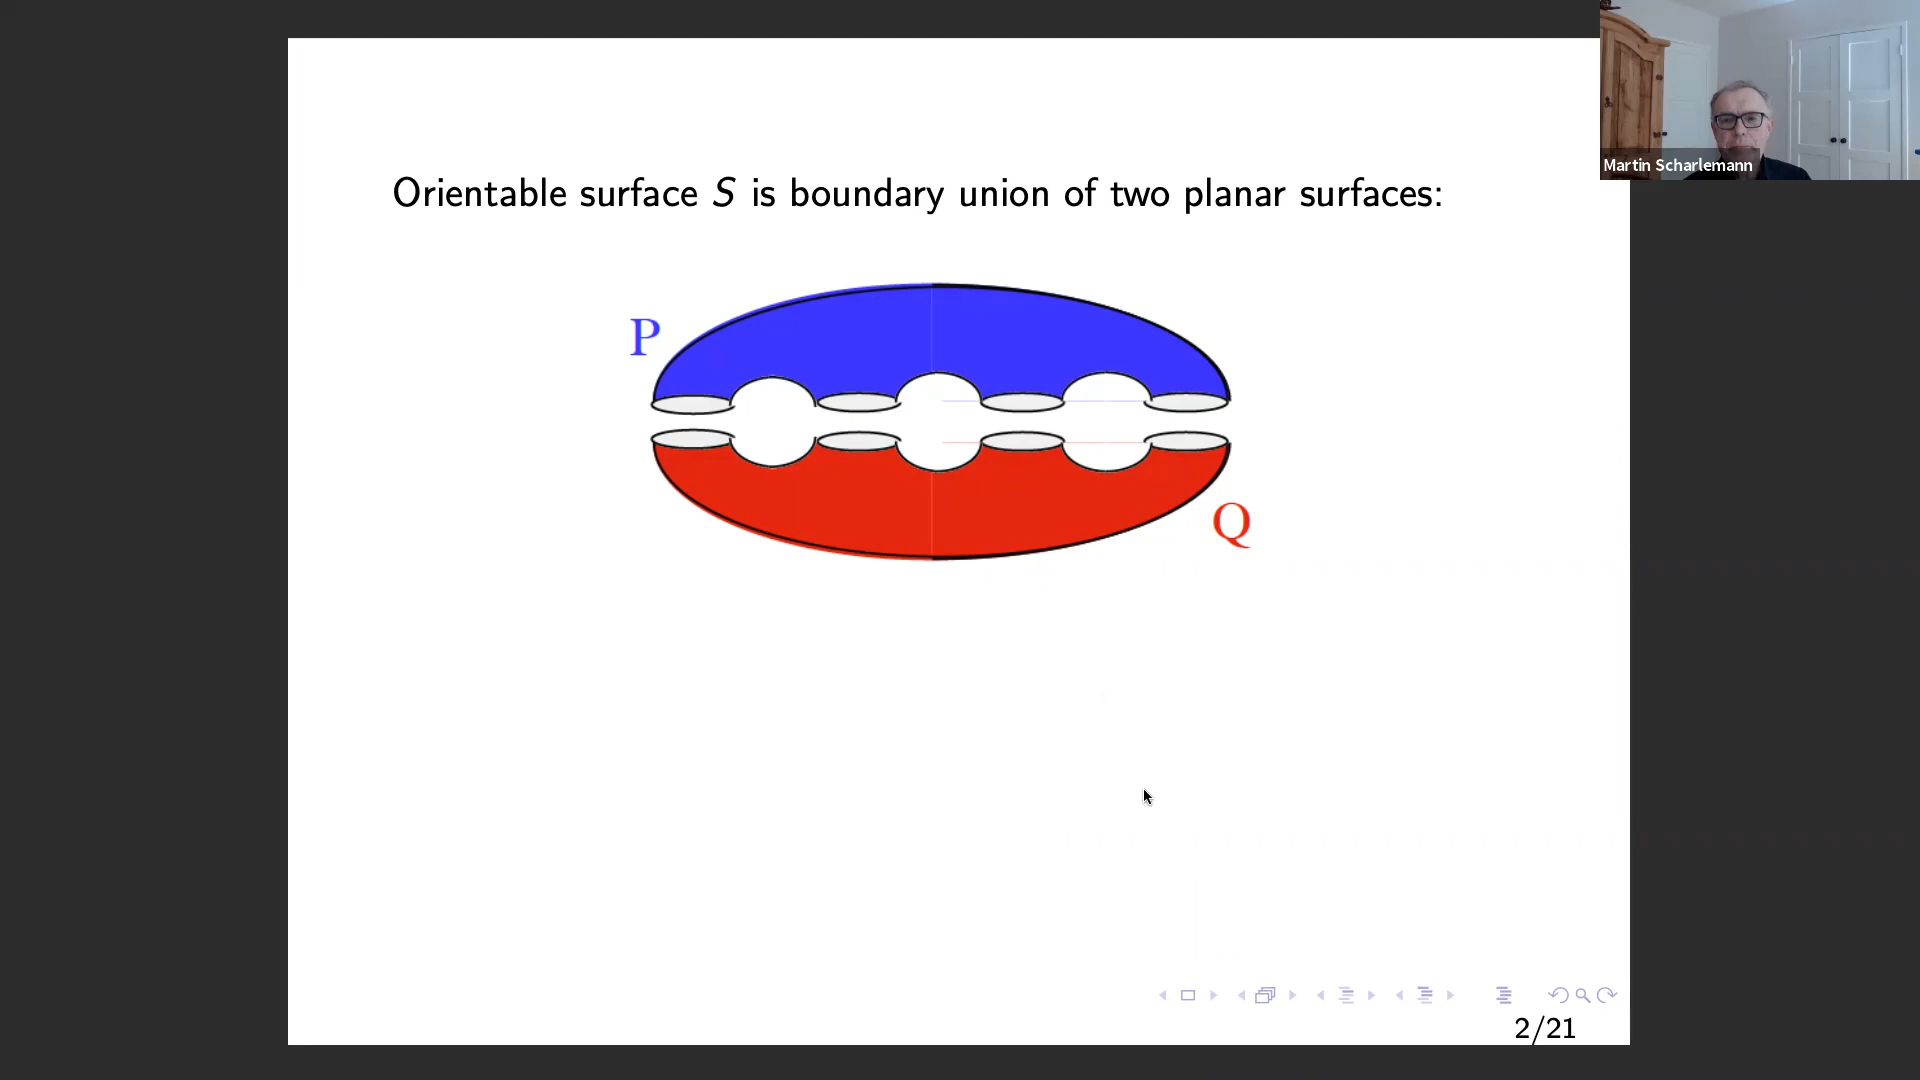 Martin Scharlemann
Orientable surface S is boundary union of two planar surfaces:
P
Q
2/21